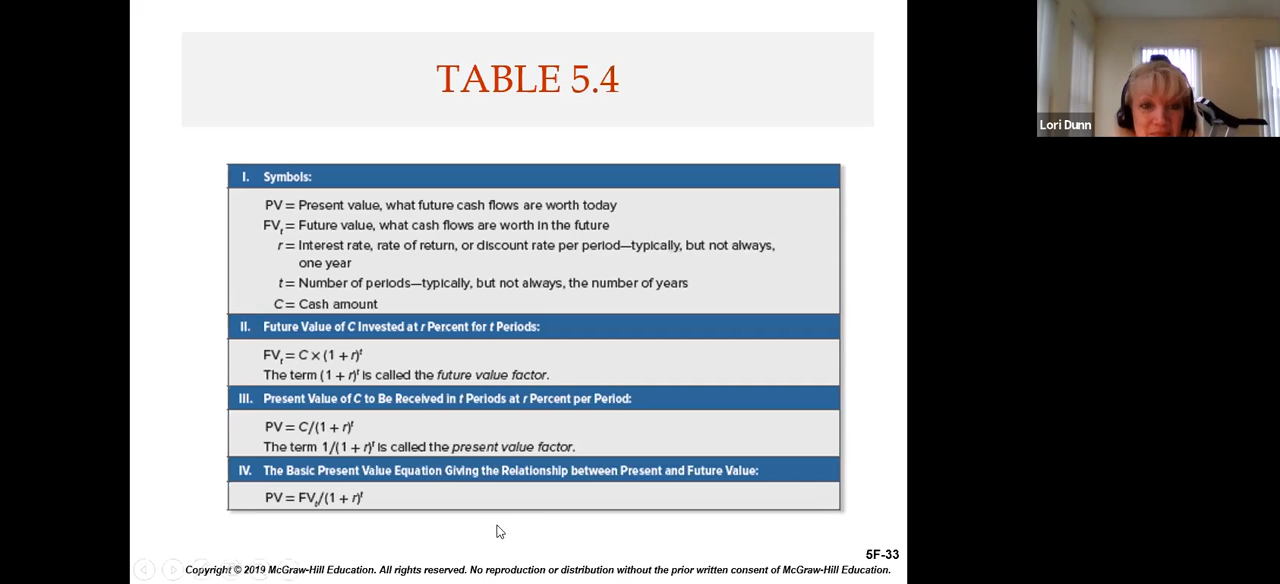 TABLE 5.4
Lori Dunn
I. Symbols:
PV = Present value, what future cash flows are worth today
FVt = Future value, what cash flows are worth in the future
r = Interest rate, rate of return, or discount rate per period—typically, but not always,
one year
t = Number of periods—typically, but not always, the number of years
C = Cash amount
II. Future Value of C Invested at r Percent for t Periods:
FVt = C × (1 + r)^t
The term (1 + r)^t is called the future value factor.
III. Present Value of C to Be Received in t Periods at r Percent per Period:
PV = C/(1 + r)^t
The term 1/(1 + r)^t is called the present value factor.
IV. The Basic Present Value Equation Giving the Relationship between Present and Future Value:
PV = FVt/(1 + r)^t
5F-33
Copyright © 2019 McGraw-Hill Education. All rights reserved. No reproduction or distribution without the prior written consent of McGraw-Hill Education.